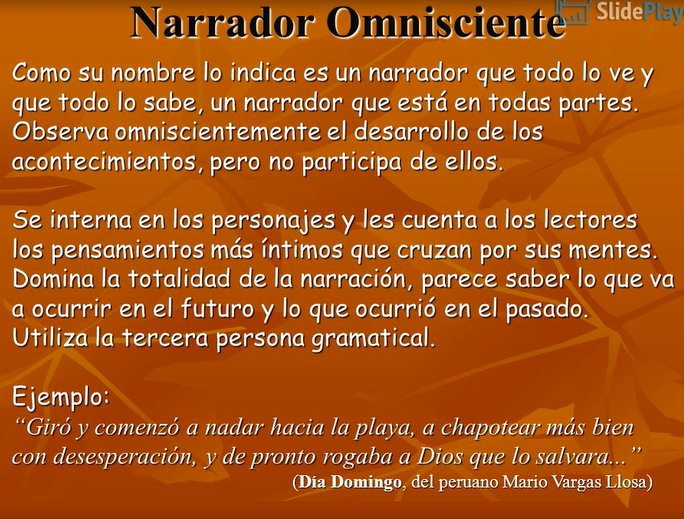 Narrador Omnisciente
SlidePlay
Como su nombre lo indica es un narrador que todo lo ve y
que todo lo sabe, un narrador que está en todas partes.
Observa omniscientemente el desarrollo de los
acontecimientos, pero no participa de ellos.
Se interna en los personajes y les cuenta a los lectores
los pensamientos más íntimos que cruzan por sus mentes.
Domina la totalidad de la narración, parece saber lo que va
a ocurrir en el futuro y lo que ocurrió en el pasado.
Utiliza la tercera persona gramatical.
Ejemplo:
“Giró y comenzó a nadar hacia la playa, a chapotear más bien
con desesperación, y de pronto rogaba a Dios que lo salvara...”
(Día Domingo, del peruano Mario Vargas Llosa)